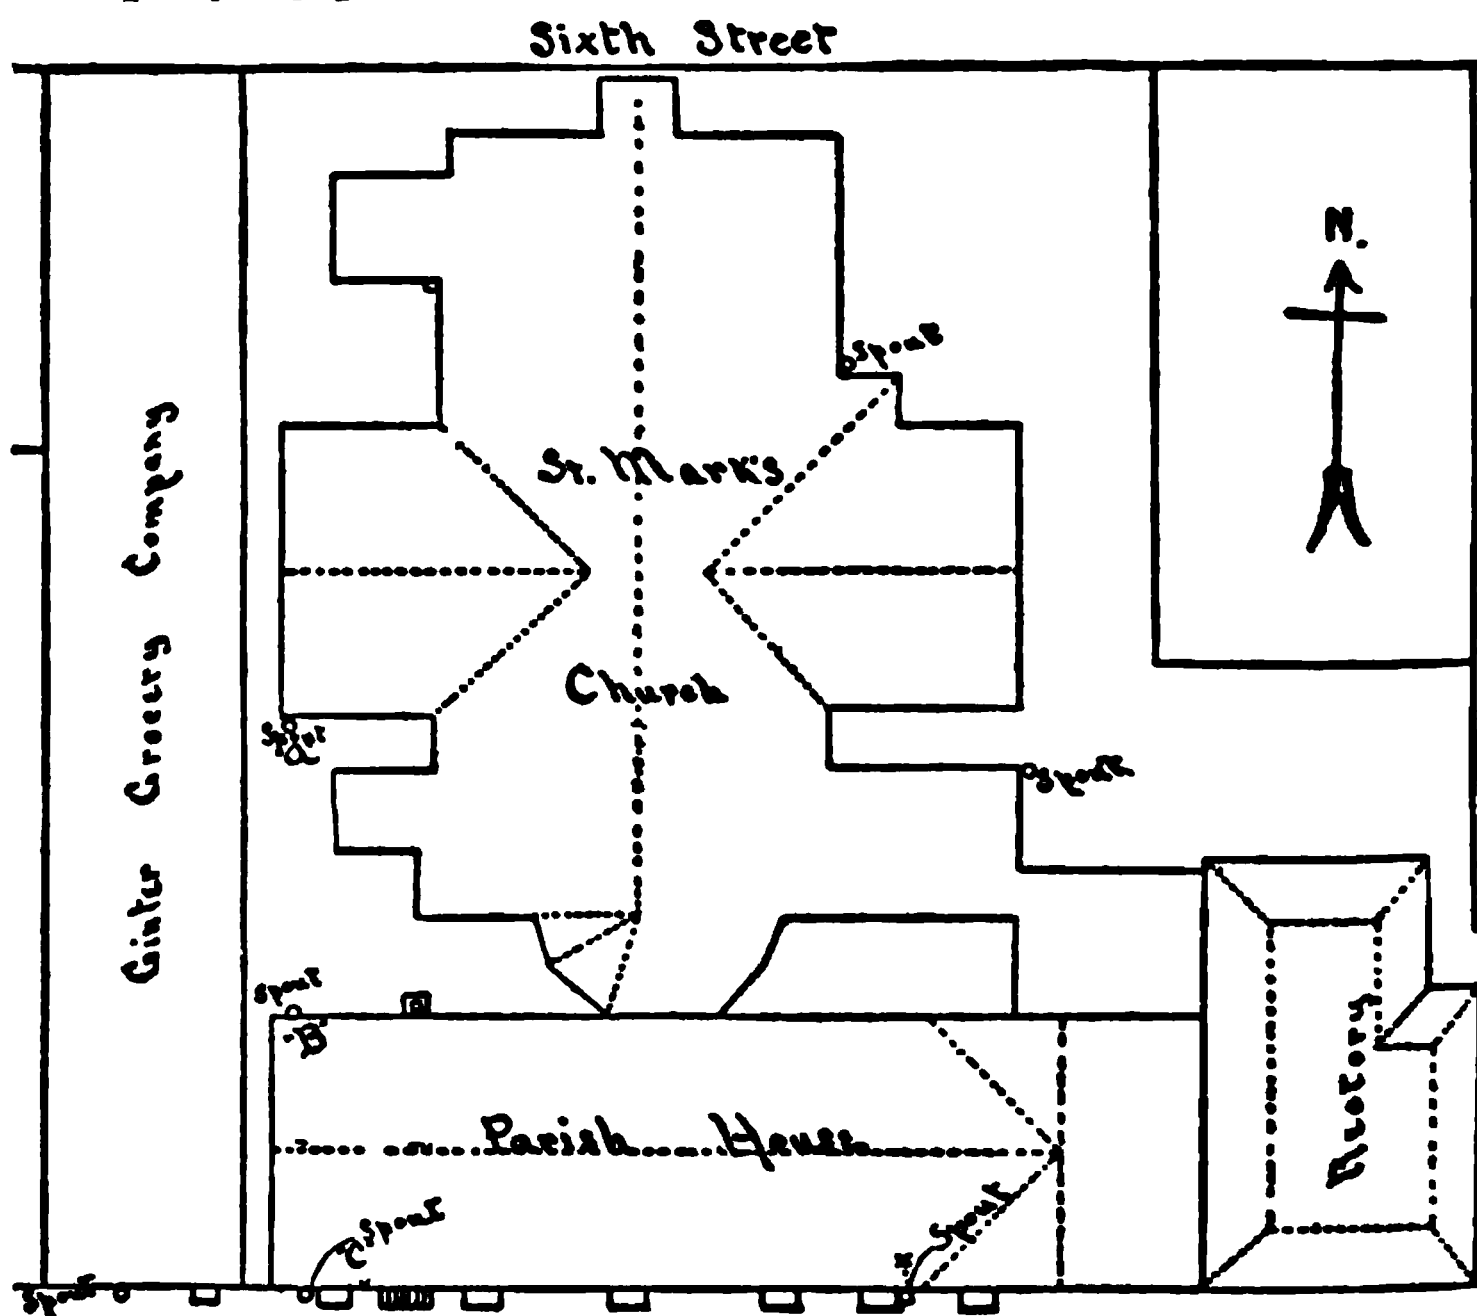 Sixth Street
N.
Spout
St. Mark's
Church
Ginter Grocery Company
Spout
a
Spout
Spout
B
Parish House
Rectory
Spout
C
Spout
x
Spout